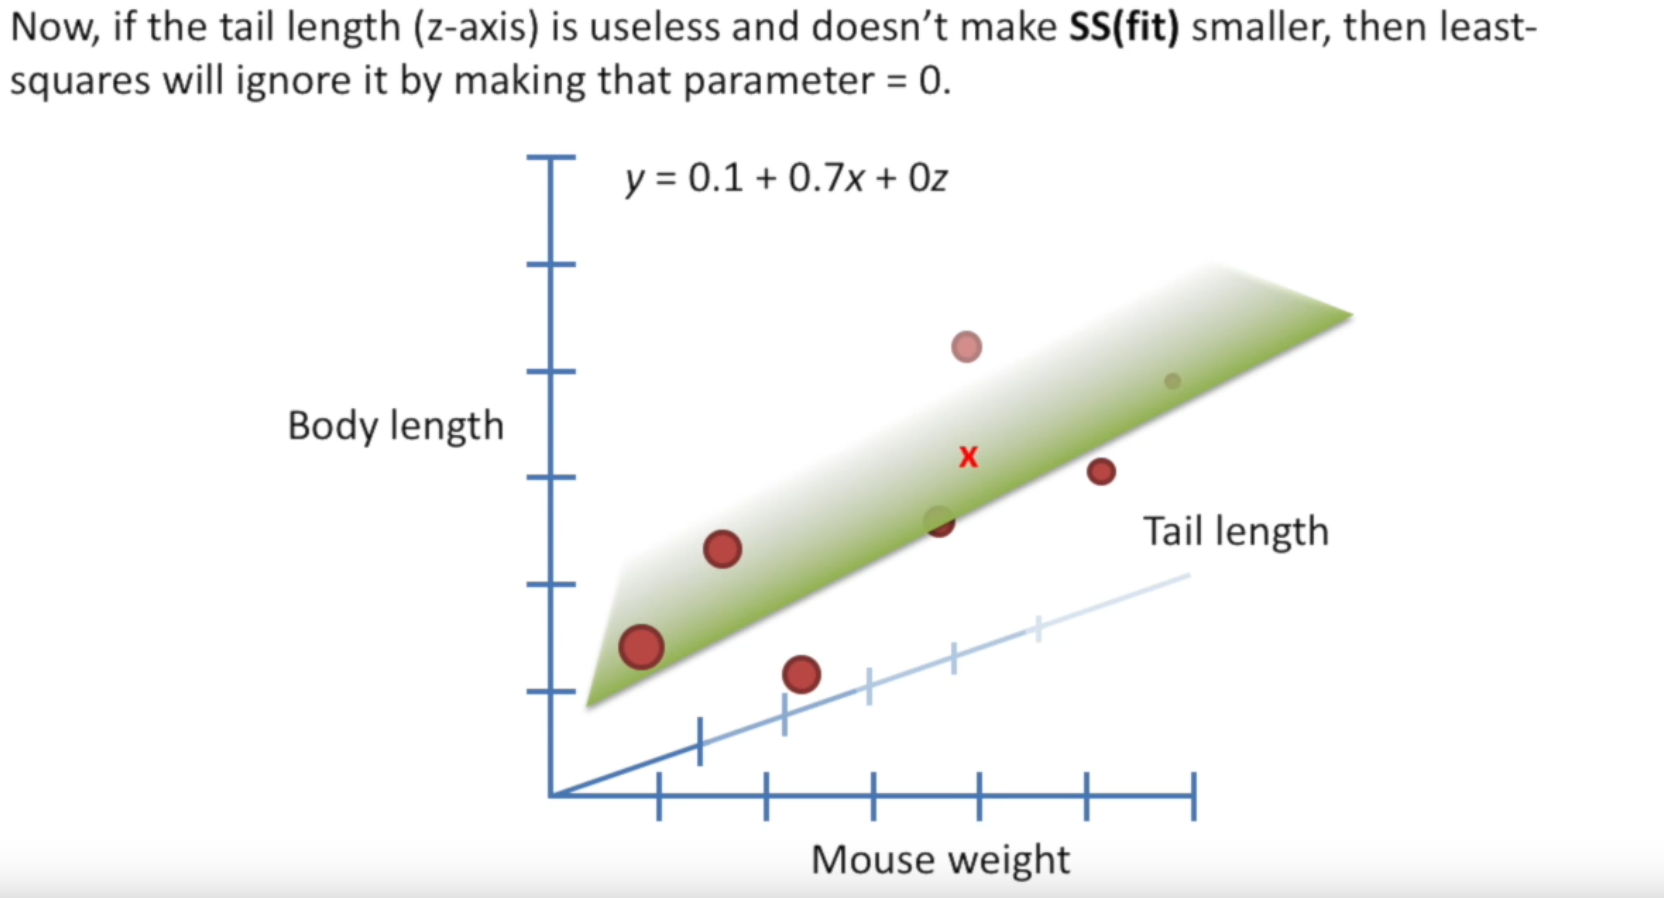 Now, if the tail length (z-axis) is useless and doesn’t make SS(fit) smaller, then least-
squares will ignore it by making that parameter = 0.
y = 0.1 + 0.7x + 0z
Body length
x
Tail length
Mouse weight